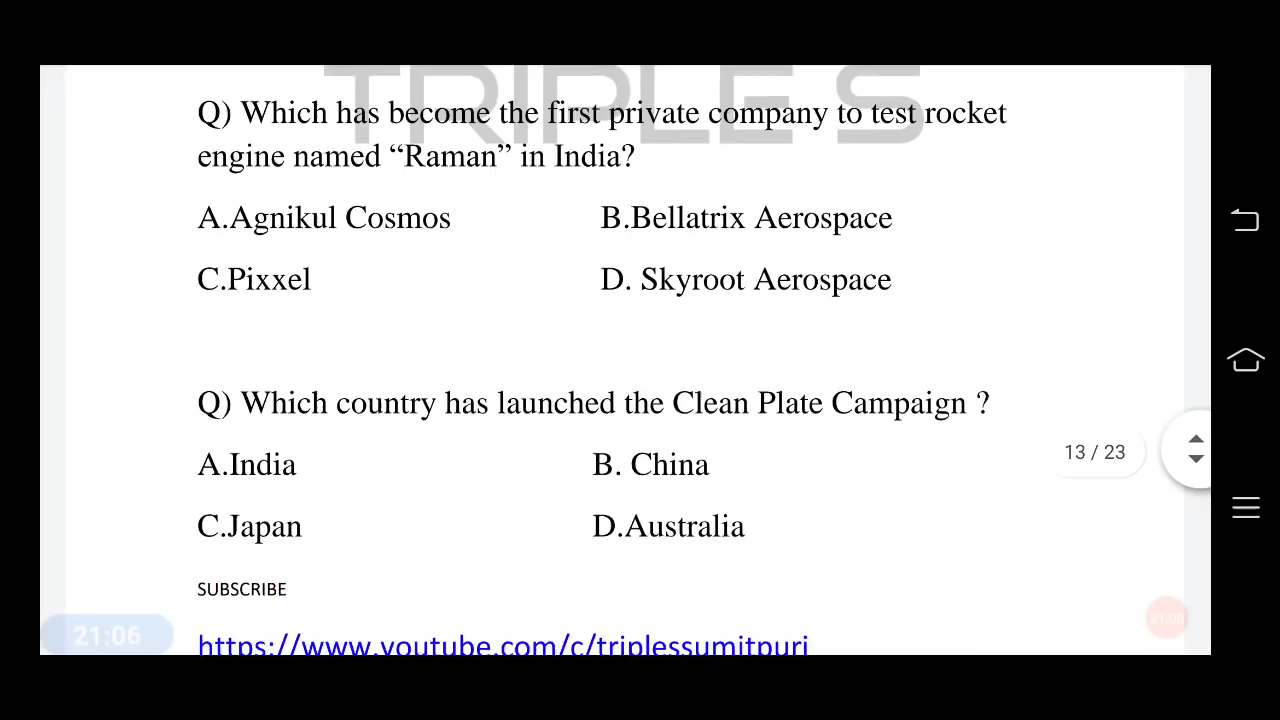 TRIPLE S
Q) Which has become the first private company to test rocket
engine named “Raman” in India?
A.Agnikul Cosmos B.Bellatrix Aerospace
C.Pixxel D. Skyroot Aerospace
Q) Which country has launched the Clean Plate Campaign ?
A.India B. China
C.Japan D.Australia
13 / 23
SUBSCRIBE
21:06
https://www.youtube.com/c/triplessumitpuri